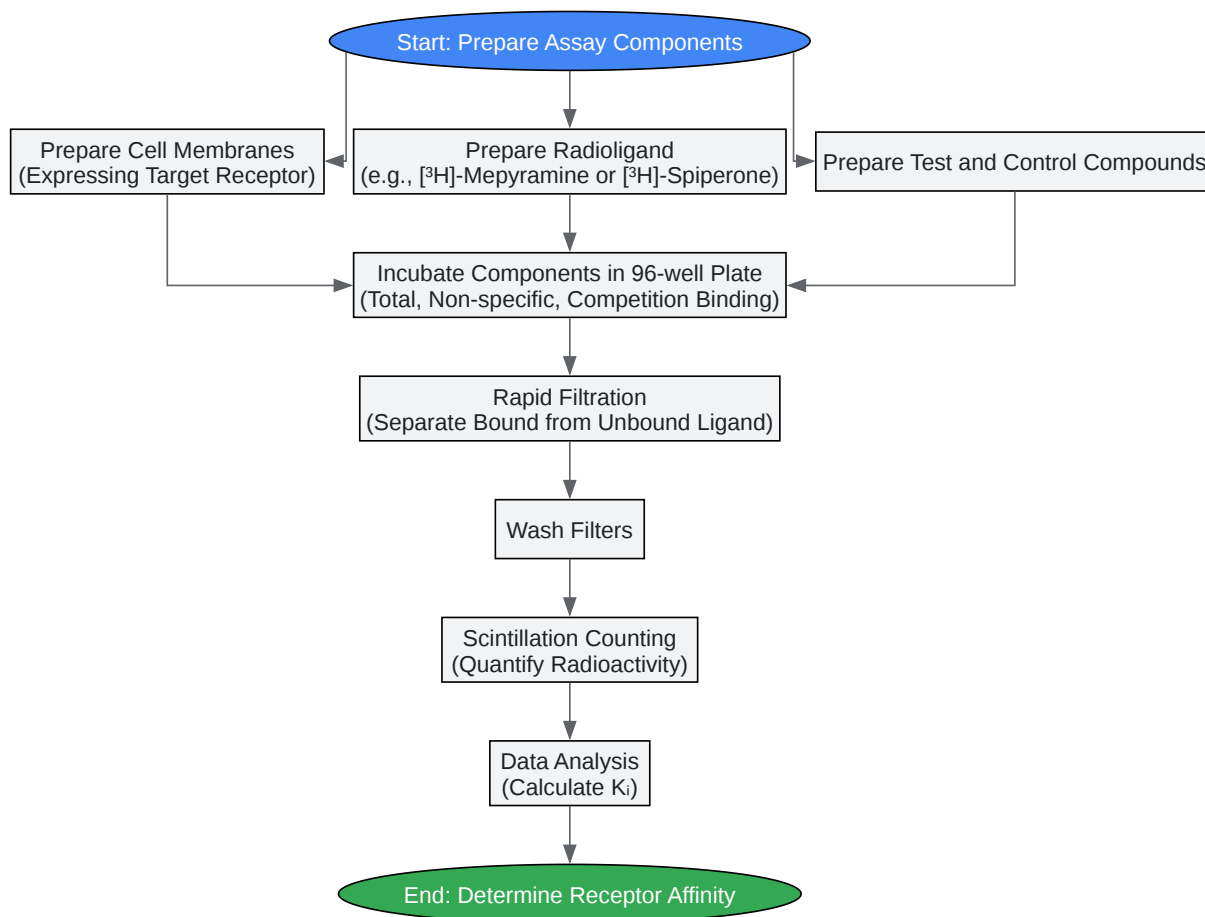 Start: Prepare Assay Components
Prepare Cell Membranes
(Expressing Target Receptor)
Prepare Radioligand
(e.g., [³H]-Mepyramine or [³H]-Spiperone)
Prepare Test and Control Compounds
Incubate Components in 96-well Plate
(Total, Non-specific, Competition Binding)
Rapid Filtration
(Separate Bound from Unbound Ligand)
Wash Filters
Scintillation Counting
(Quantify Radioactivity)
Data Analysis
(Calculate Kᵢ)
End: Determine Receptor Affinity